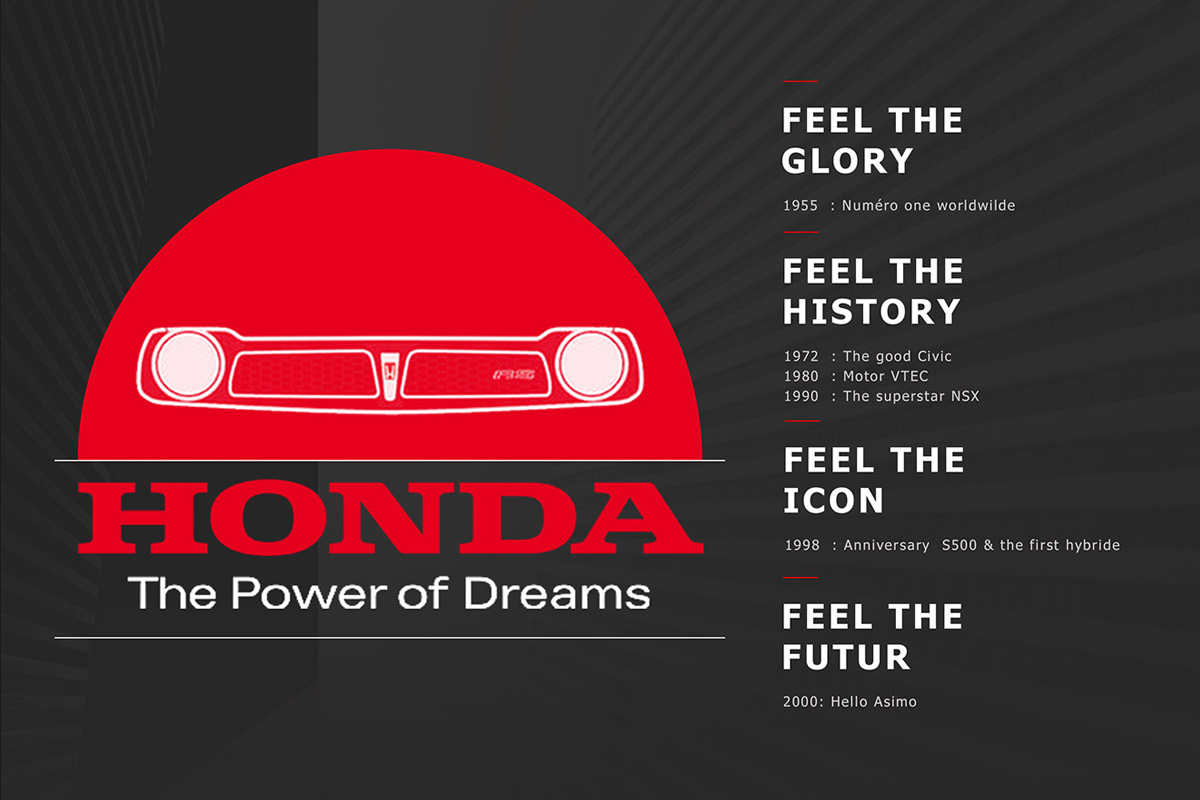 RS
HONDA
The Power of Dreams
FEEL THE
GLORY
1955 : Numéro one worldwilde
FEEL THE
HISTORY
1972 : The good Civic
1980 : Motor VTEC
1990 : The superstar NSX
FEEL THE
ICON
1998 : Anniversary S500 & the first hybride
FEEL THE
FUTUR
2000: Hello Asimo